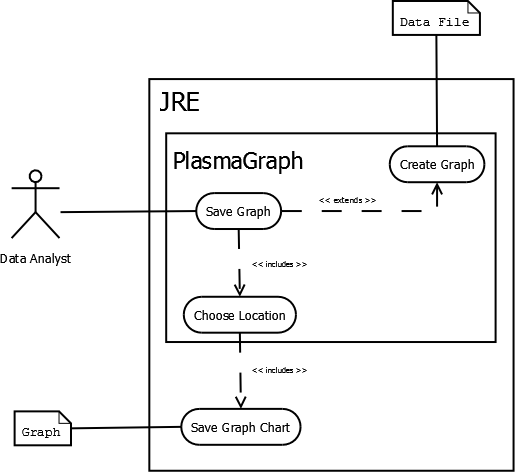 Data File
JRE
PlasmaGraph
Create Graph
<< extends >>
Save Graph
Data Analyst
<< includes >>
Choose Location
<< includes >>
Save Graph Chart
Graph